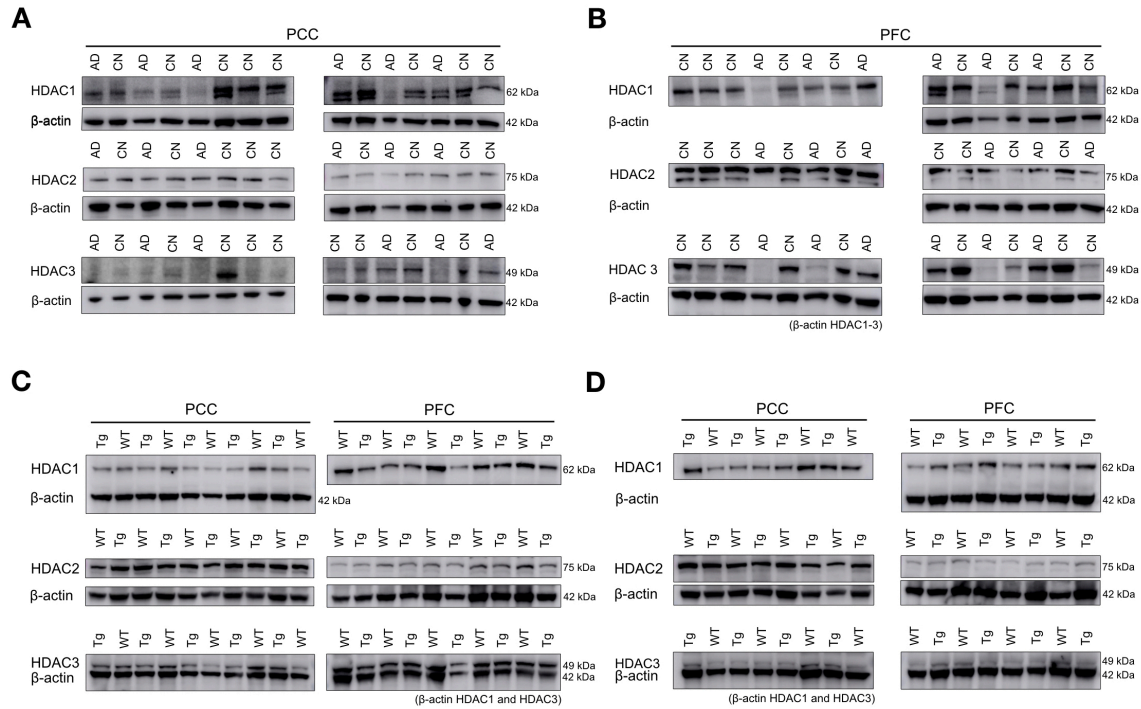 A
PCC
AD CN AD CN AD CN CN CN CN CN AD CN AD CN CN
HDAC1 62 kDa
β-actin 42 kDa
AD CN AD CN AD CN CN CN CN CN AD CN AD CN CN
HDAC2 75 kDa
β-actin 42 kDa
AD CN AD CN AD CN CN CN CN CN AD CN AD CN CN
HDAC3 49 kDa
β-actin 42 kDa
B
PFC
CN CN CN AD CN CN CN AD AD CN AD CN AD CN CN
HDAC1 62 kDa
β-actin 42 kDa
CN CN CN AD CN AD CN AD CN CN AD CN AD CN AD
HDAC2 75 kDa
β-actin 42 kDa
CN CN CN AD CN AD CN AD AD CN AD CN AD CN CN
HDAC 3 49 kDa
β-actin 42 kDa
(β-actin HDAC1-3)
C
PCC PFC
Tg WT Tg WT Tg WT Tg WT Tg WT WT Tg WT Tg WT Tg WT Tg WT Tg
HDAC1 62 kDa
β-actin 42 kDa
WT Tg WT Tg WT Tg WT Tg WT Tg WT Tg WT Tg WT Tg WT Tg WT Tg
HDAC2 75 kDa
β-actin 42 kDa
Tg WT Tg WT Tg WT Tg WT Tg WT WT Tg WT Tg WT Tg WT Tg WT Tg
HDAC3 49 kDa
β-actin 42 kDa
(β-actin HDAC1 and HDAC3)
D
PCC PFC
Tg WT Tg WT Tg WT Tg WT WT Tg WT Tg WT Tg WT Tg
HDAC1 62 kDa
β-actin 42 kDa
WT Tg WT Tg WT Tg WT Tg WT Tg WT Tg WT Tg WT Tg
HDAC2 75 kDa
β-actin 42 kDa
Tg WT Tg WT Tg WT Tg WT WT Tg WT Tg WT Tg WT Tg
HDAC3 49 kDa
β-actin 42 kDa
(β-actin HDAC1 and HDAC3)